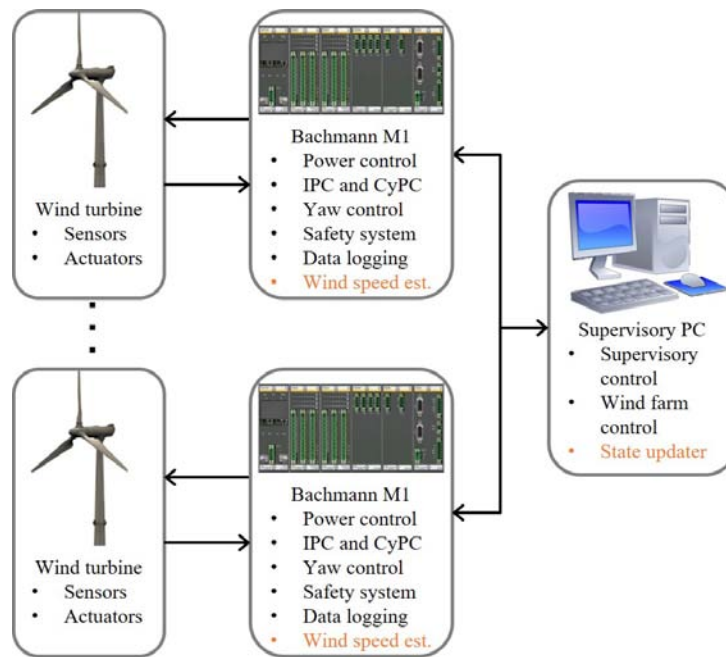 Wind turbine
• Sensors
• Actuators
Bachmann M1
• Power control
• IPC and CyPC
• Yaw control
• Safety system
• Data logging
• Wind speed est.
Supervisory PC
• Supervisory
control
• Wind farm
control
• State updater
Wind turbine
• Sensors
• Actuators
Bachmann M1
• Power control
• IPC and CyPC
• Yaw control
• Safety system
• Data logging
• Wind speed est.